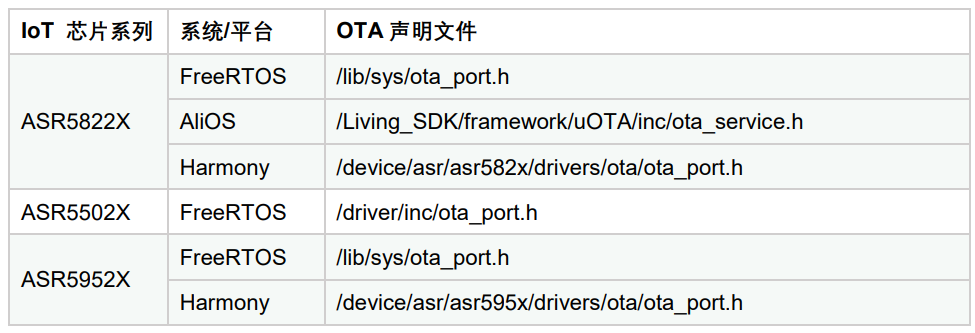 IoT 芯片系列 系统/平台 OTA 声明文件
ASR5822X FreeRTOS /lib/sys/ota_port.h
AliOS /Living_SDK/framework/uOTA/inc/ota_service.h
Harmony /device/asr/asr582x/drivers/ota/ota_port.h
ASR5502X FreeRTOS /driver/inc/ota_port.h
ASR5952X FreeRTOS /lib/sys/ota_port.h
Harmony /device/asr/asr595x/drivers/ota/ota_port.h